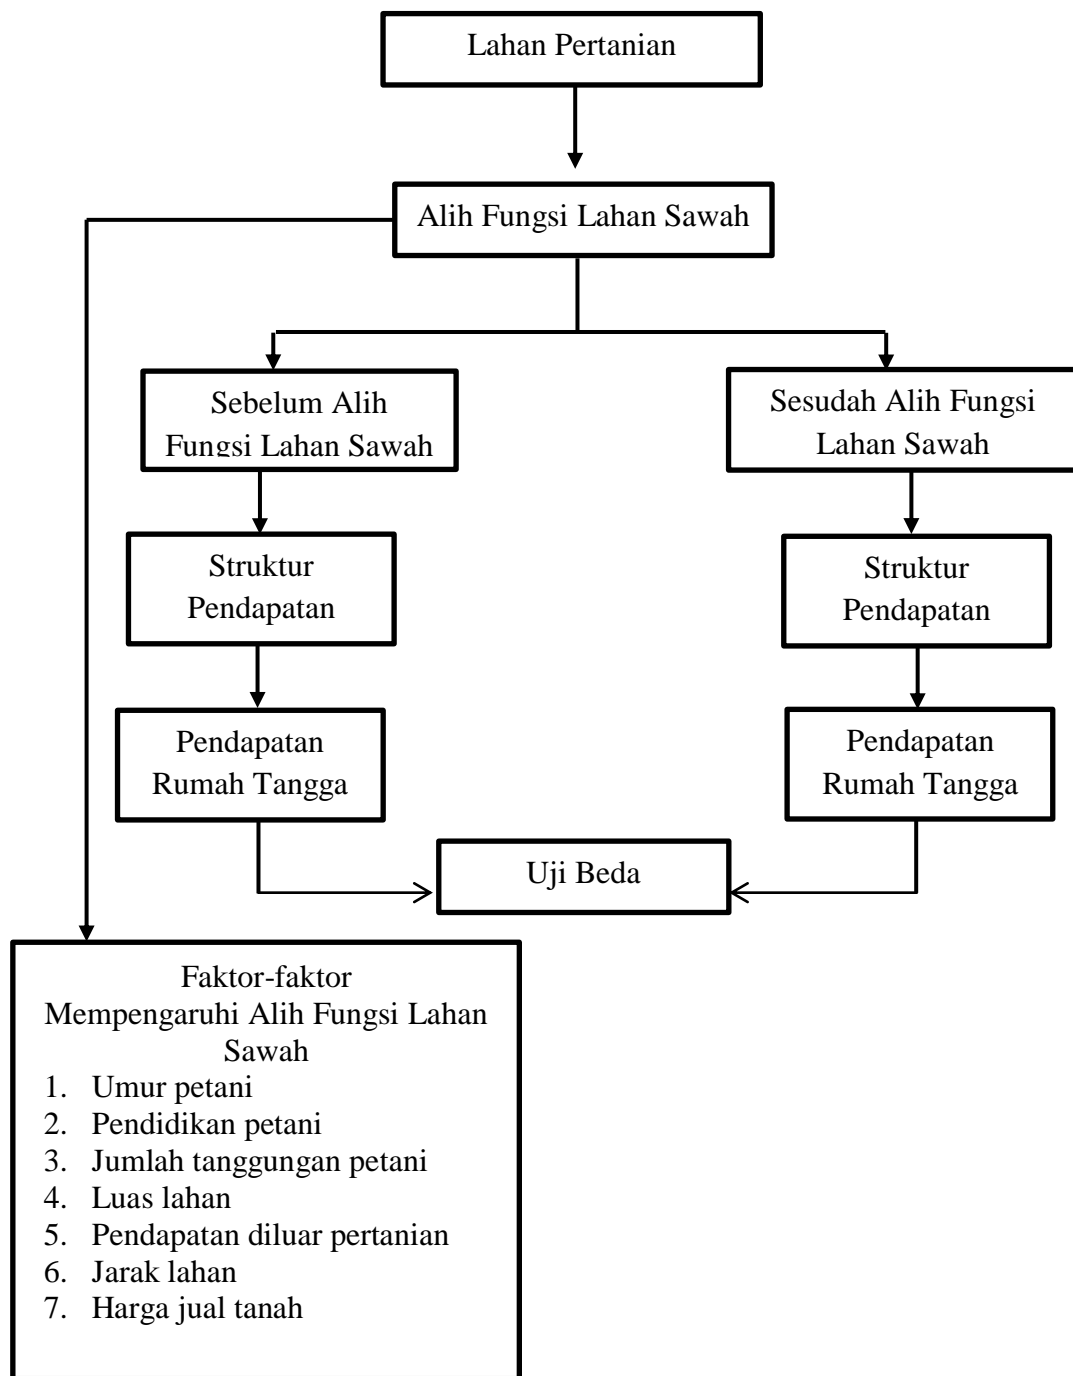 Lahan Pertanian
Alih Fungsi Lahan Sawah
Sebelum Alih
Fungsi Lahan Sawah
Sesudah Alih Fungsi
Lahan Sawah
Struktur
Pendapatan
Struktur
Pendapatan
Pendapatan
Rumah Tangga
Pendapatan
Rumah Tangga
Uji Beda
Faktor-faktor
Mempengaruhi Alih Fungsi Lahan
Sawah
1. Umur petani
2. Pendidikan petani
3. Jumlah tanggungan petani
4. Luas lahan
5. Pendapatan diluar pertanian
6. Jarak lahan
7. Harga jual tanah